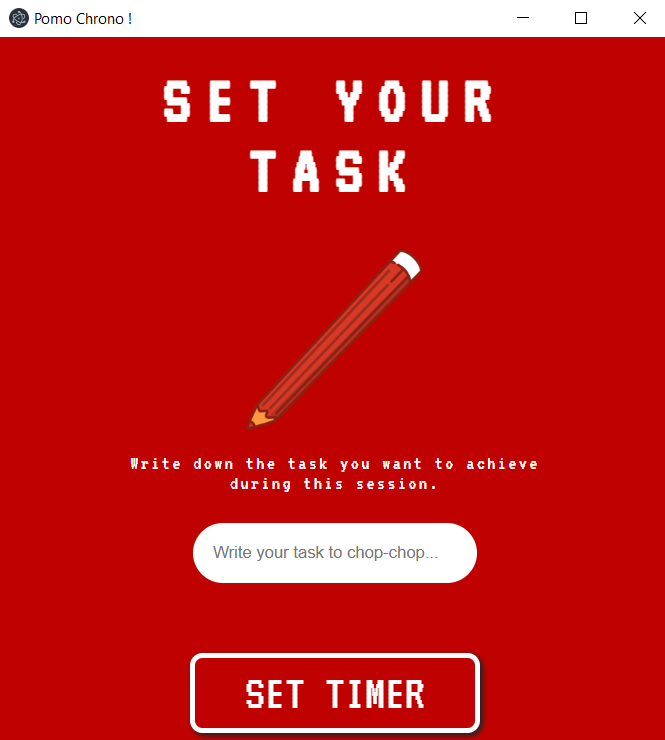 Pomo Chrono !
SET YOUR
TASK
Write down the task you want to achieve
during this session.
Write your task to chop-chop...
SET TIMER